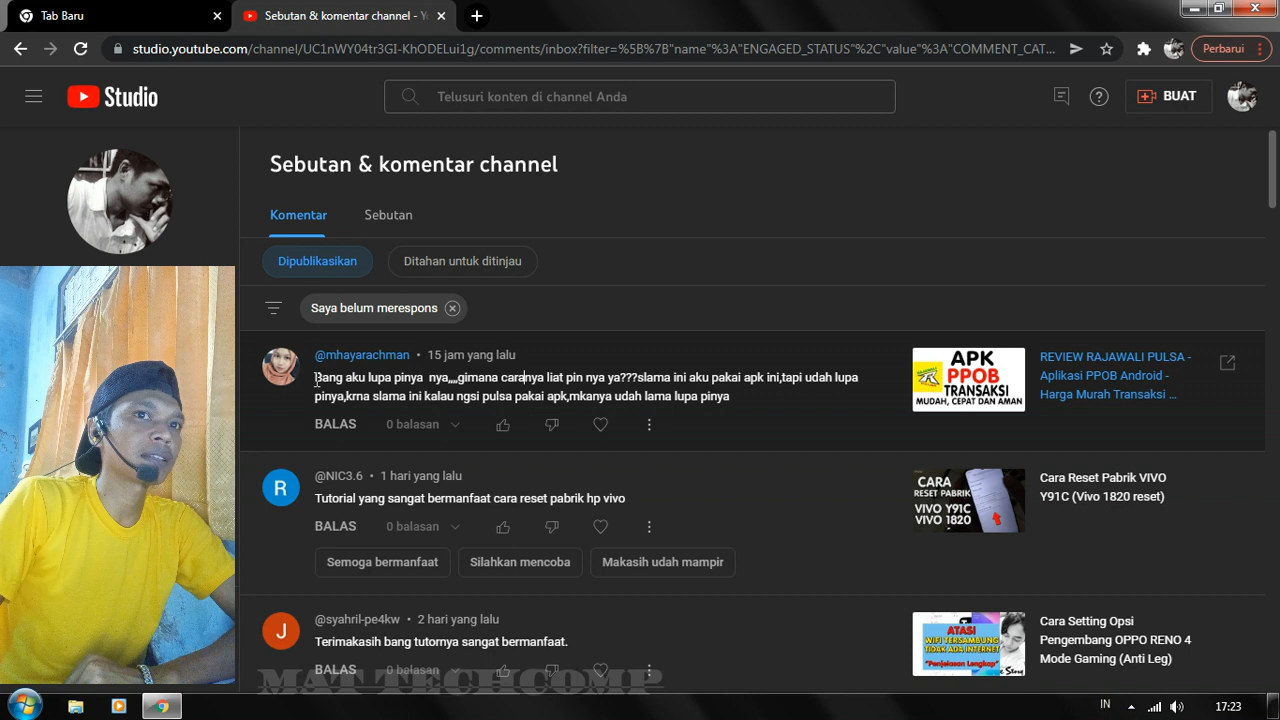 Tab Baru
Sebutan & komentar channel - Yo
studio.youtube.com/channel/UC1nWY04tr3GI-KhODELui1g/comments/inbox?filter=%5B%7B"name"%3A"ENGAGED_STATUS"%2C"value"%3A"COMMENT_CAT...
Perbarui
Studio
Telusuri konten di channel Anda
BUAT
Sebutan & komentar channel
Komentar
Sebutan
Dipublikasikan
Ditahan untuk ditinjau
Saya belum merespons
@mhayarachman • 15 jam yang lalu
Bang aku lupa pinya nya,,,,gimana caranya liat pin nya ya???slama ini aku pakai apk ini,tapi udah lupa
pinya,krna slama ini kalau ngsi pulsa pakai apk,mkanya udah lama lupa pinya
BALAS
0 balasan
APK
PPOB
TRANSAKSI
MUDAH, CEPAT DAN AMAN
REVIEW RAJAWALI PULSA -
Aplikasi PPOB Android -
Harga Murah Transaksi ...
R
@NIC3.6 • 1 hari yang lalu
Tutorial yang sangat bermanfaat cara reset pabrik hp vivo
BALAS
0 balasan
Semoga bermanfaat
Silahkan mencoba
Makasih udah mampir
CARA
RESET PABRIK
VIVO Y91C
VIVO 1820
Cara Reset Pabrik VIVO
Y91C (Vivo 1820 reset)
J
@syahril-pe4kw • 2 hari yang lalu
Terimakasih bang tutornya sangat bermanfaat.
BALAS
0 balasan
ATASI
WIFI TERSAMBUNG
TIDAK ADA INTERNET
"Penjelasan Lengkap"
Cara Setting Opsi
Pengembang OPPO RENO 4
Mode Gaming (Anti Leg)
MAU TECH COMP
IN
17:23